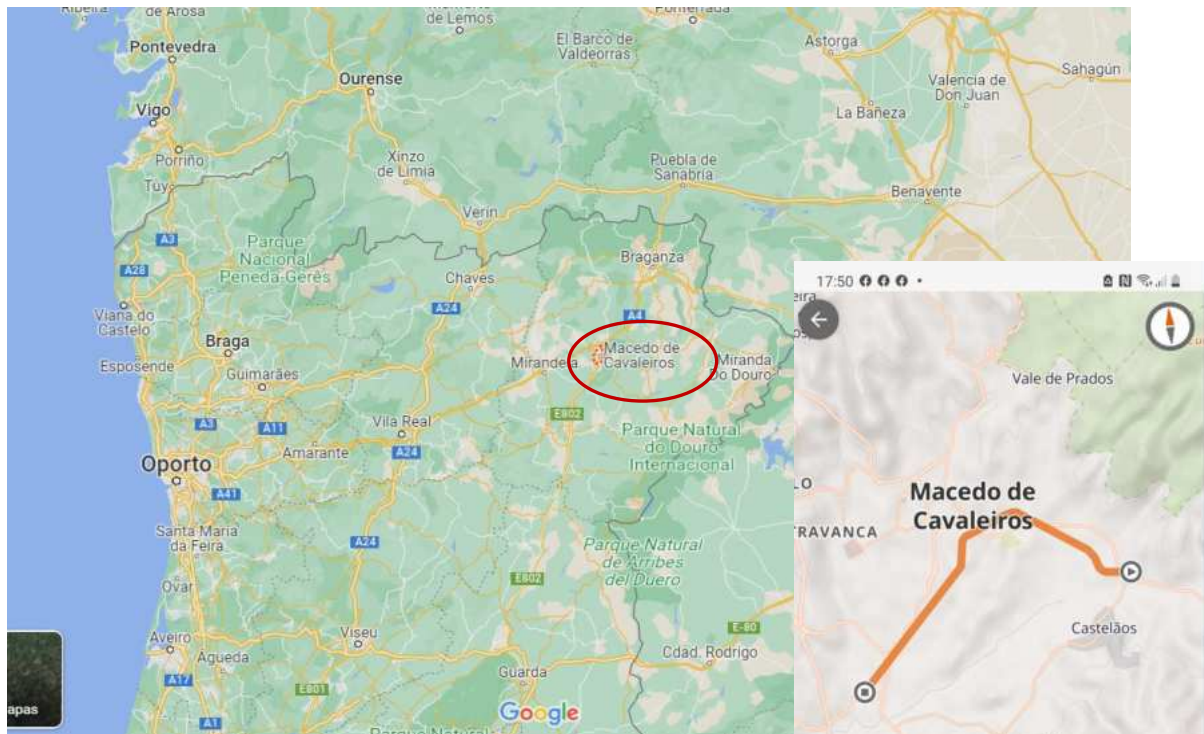 de Arosa
de Lemos
Pontevedra
El Barco de
Valdeorras
Astorga
Sahagún
Ourense
Valencia de
Don Juan
Vigo
La Bañeza
Porriño
Xinzo
de Limia
Puebla de
Sanabria
Tuy
Benavente
Verín
A3
Parque
Nacional
Peneda-Gerês
Braganza
A28
Chaves
A24
A4
Viana do
Castelo
Braga
Macedo de
Cavaleiros
Esposende
Guimarães
Mirandela
Miranda
Do Douro
E802
A3
A11
Vila Real
Parque Natural
do Douro
Internacional
Amarante
A24
Oporto
A41
Santa Maria
da Feira
A24
Parque Natural
de Arribes
del Duero
E802
Ovar
Aveiro
Viseu
E-80
Agueda
Cdad. Rodrigo
Guarda
A17
E801
apas
A1
Google
17:50
Vale de Prados
LO
Macedo de
Cavaleiros
TRAVANCA
Castelãos